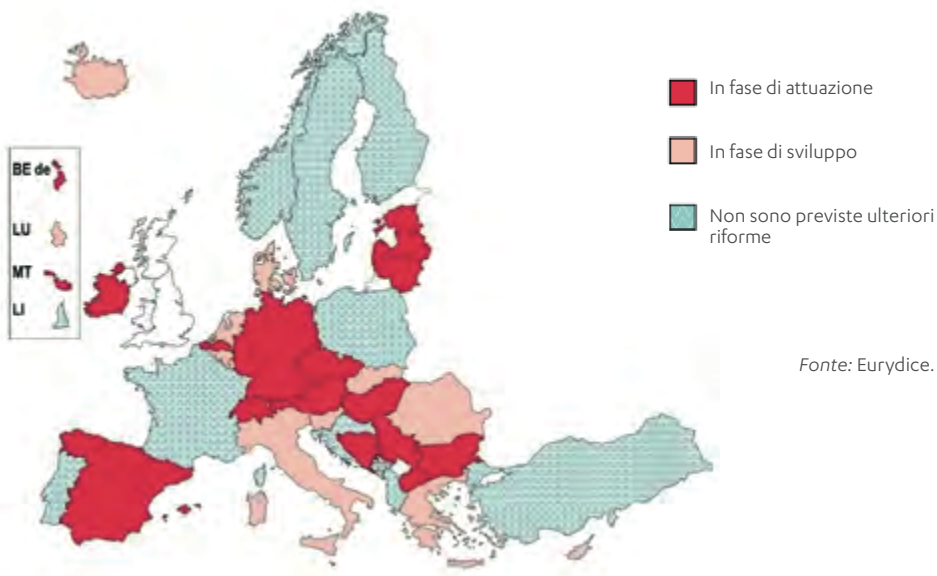 BE de
LU
MT
LI
In fase di attuazione
In fase di sviluppo
Non sono previste ulteriori
riforme
Fonte: Eurydice.